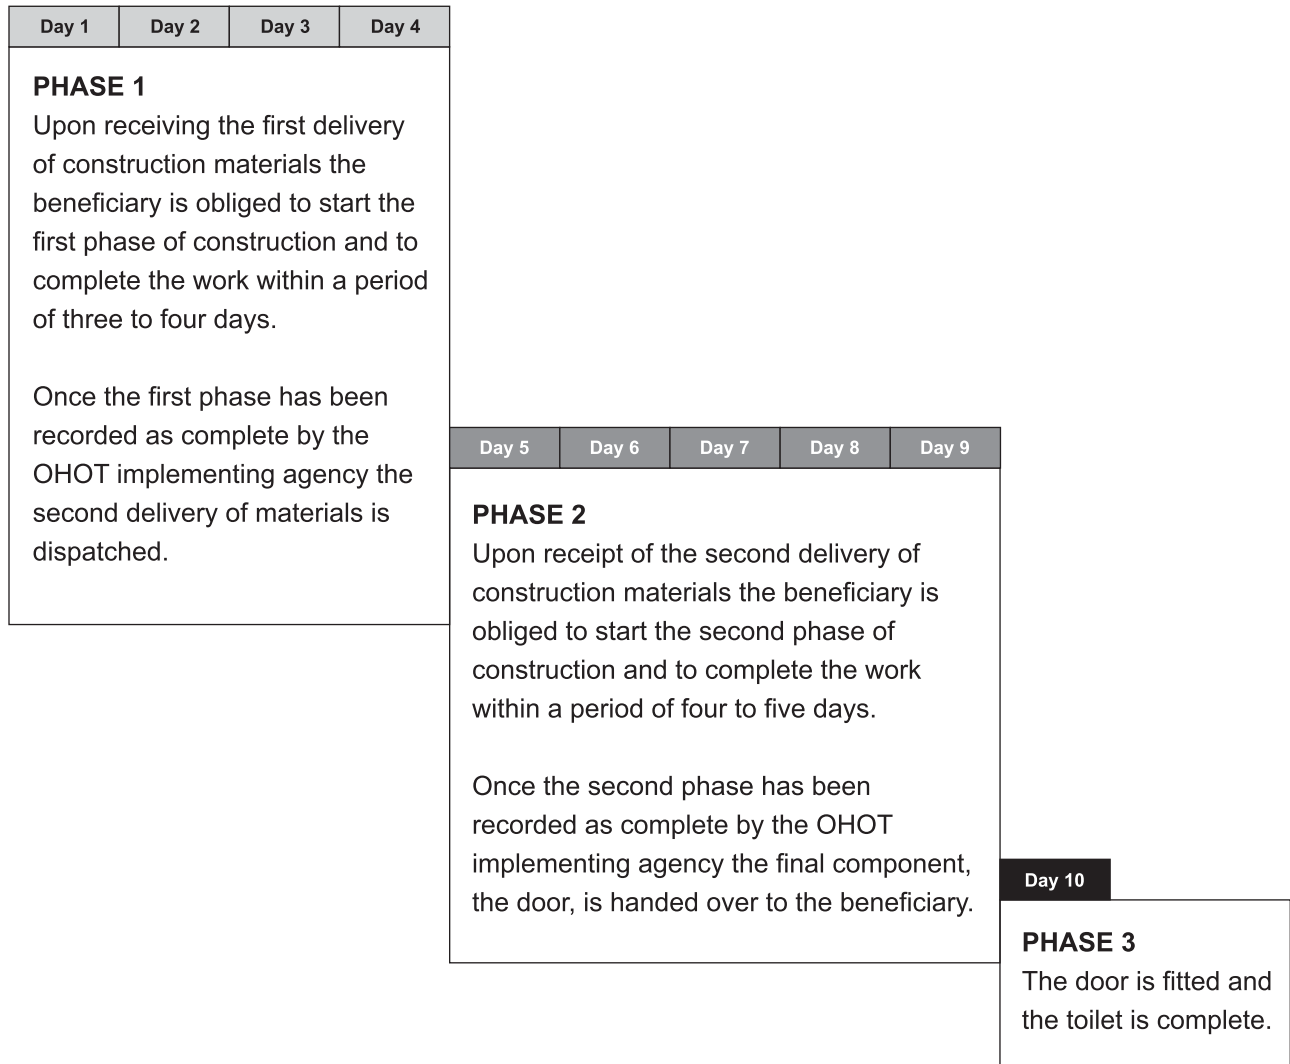 Day 1 Day 2 Day 3 Day 4
PHASE 1
Upon receiving the first delivery
of construction materials the
beneficiary is obliged to start the
first phase of construction and to
complete the work within a period
of three to four days.
Once the first phase has been
recorded as complete by the
OHOT implementing agency the
second delivery of materials is
dispatched.
Day 5 Day 6 Day 7 Day 8 Day 9
PHASE 2
Upon receipt of the second delivery of
construction materials the beneficiary is
obliged to start the second phase of
construction and to complete the work
within a period of four to five days.
Once the second phase has been
recorded as complete by the OHOT
implementing agency the final component,
the door, is handed over to the beneficiary.
Day 10
PHASE 3
The door is fitted and
the toilet is complete.